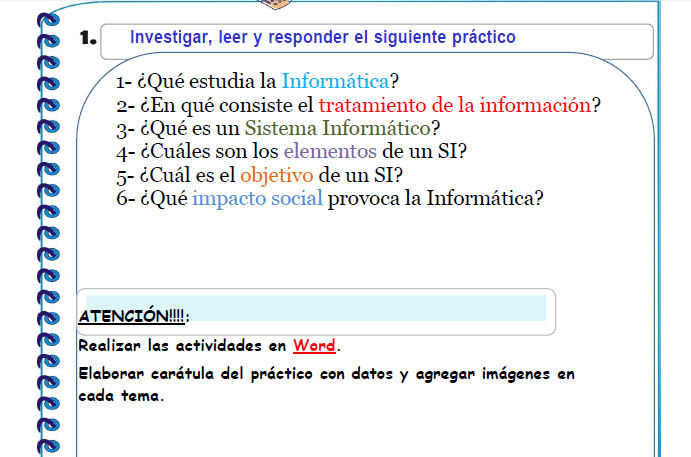 1. Investigar, leer y responder el siguiente práctico
1- ¿Qué estudia la Informática?
2- ¿En qué consiste el tratamiento de la información?
3- ¿Qué es un Sistema Informático?
4- ¿Cuáles son los elementos de un SI?
5- ¿Cuál es el objetivo de un SI?
6- ¿Qué impacto social provoca la Informática?
ATENCIÓN!!!!:
Realizar las actividades en Word.
Elaborar carátula del práctico con datos y agregar imágenes en
cada tema.